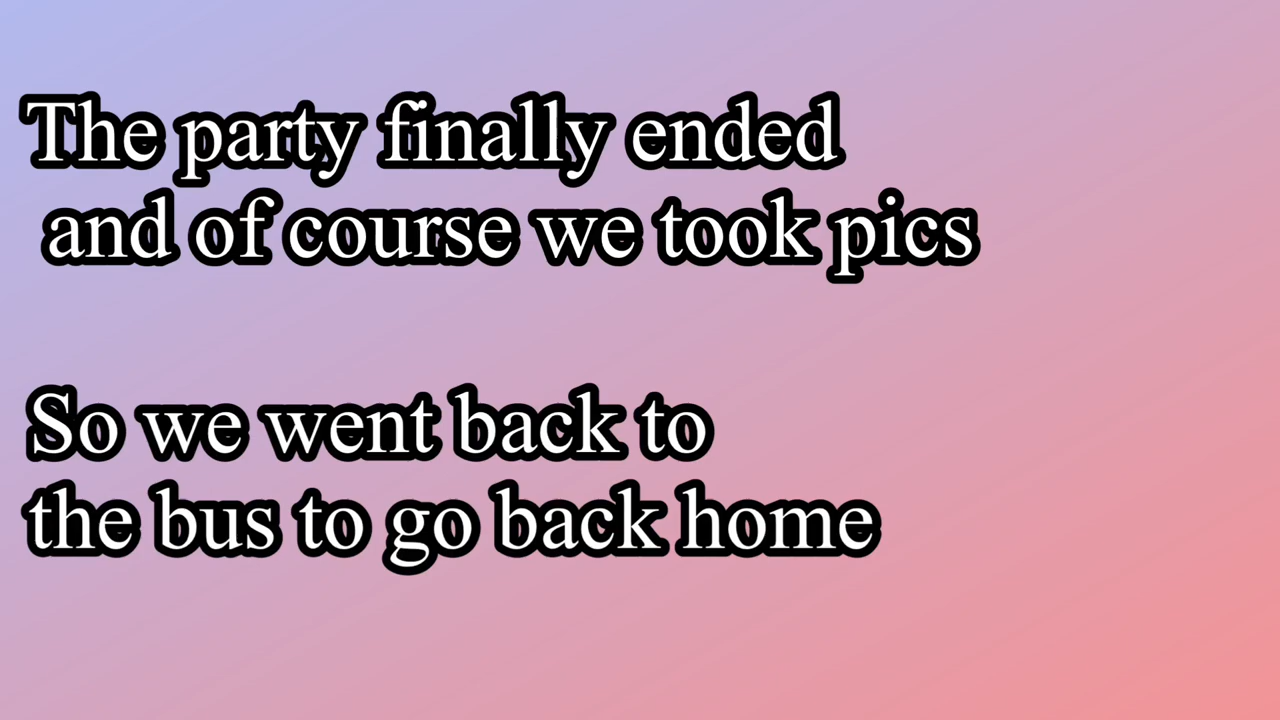 The party finally ended
and of course we took pics
So we went back to
the bus to go back home